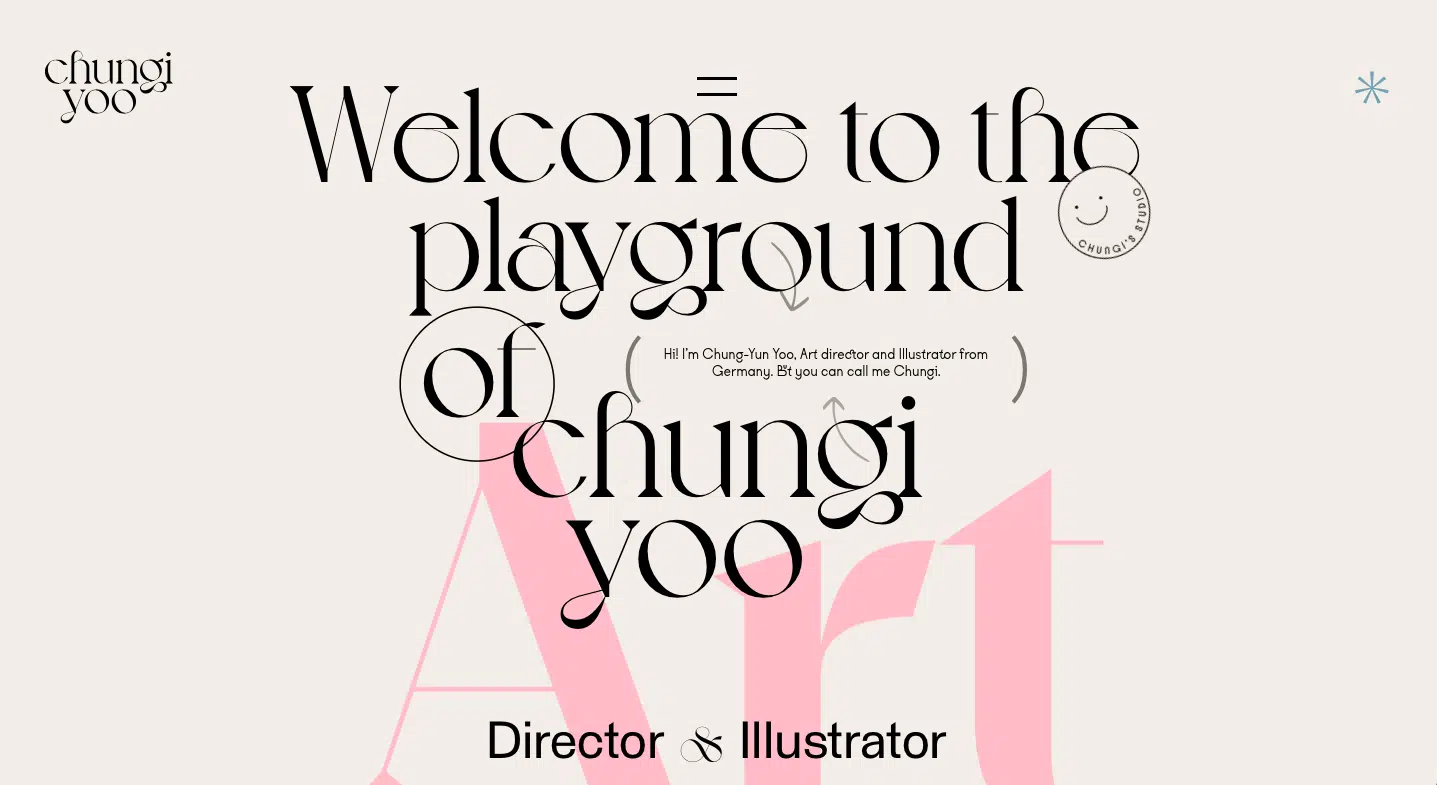 chungi
yoo
Welcome to the
playground
CHUNGI'S STUDIO
of
Hi! I'm Chung-Yun Yoo, Art director and Illustrator from
Germany. But you can call me Chungi.
chungi
yoo
Art
Director & Illustrator